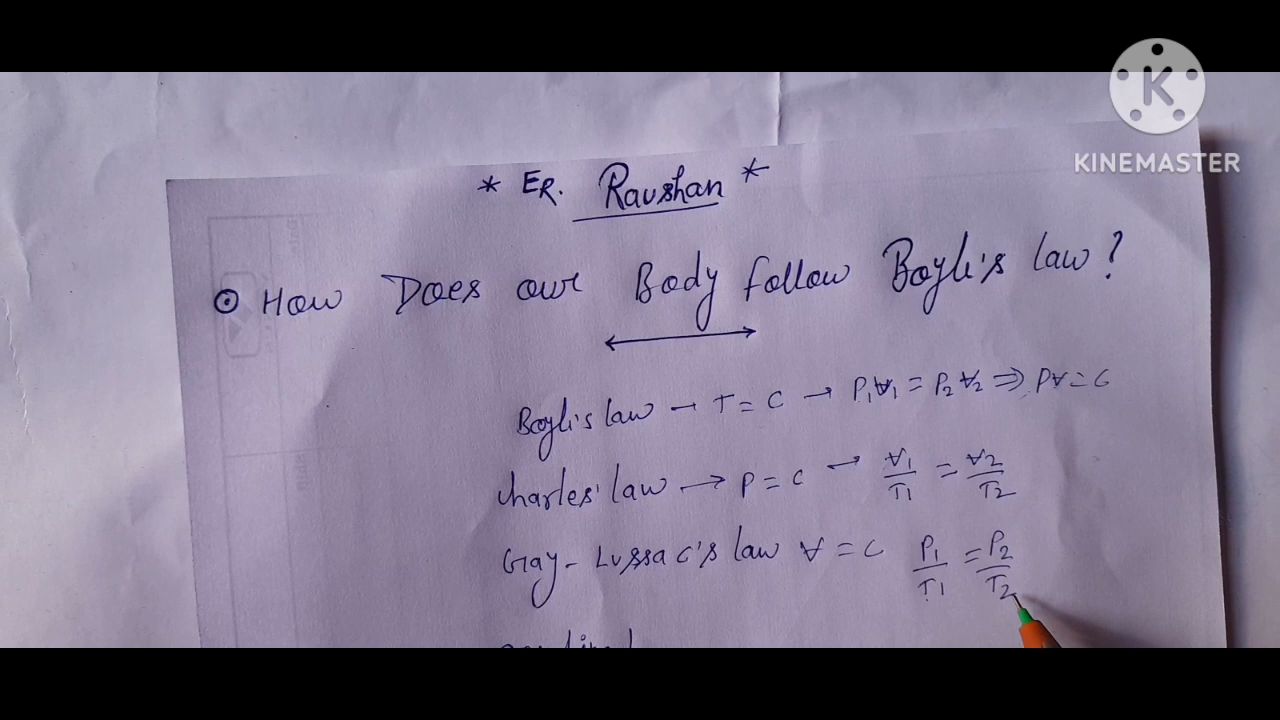 KINEMASTER
* ER. Raushan *
How Does our Body follow Boyle's law?
Boyle's law → T = C → P₁V₁ = P₂V₂ ⇒ PV = C
Charles' law → P = C → V₁/T₁ = V₂/T₂
Gay-Lussac's law V = C P₁/T₁ = P₂/T₂